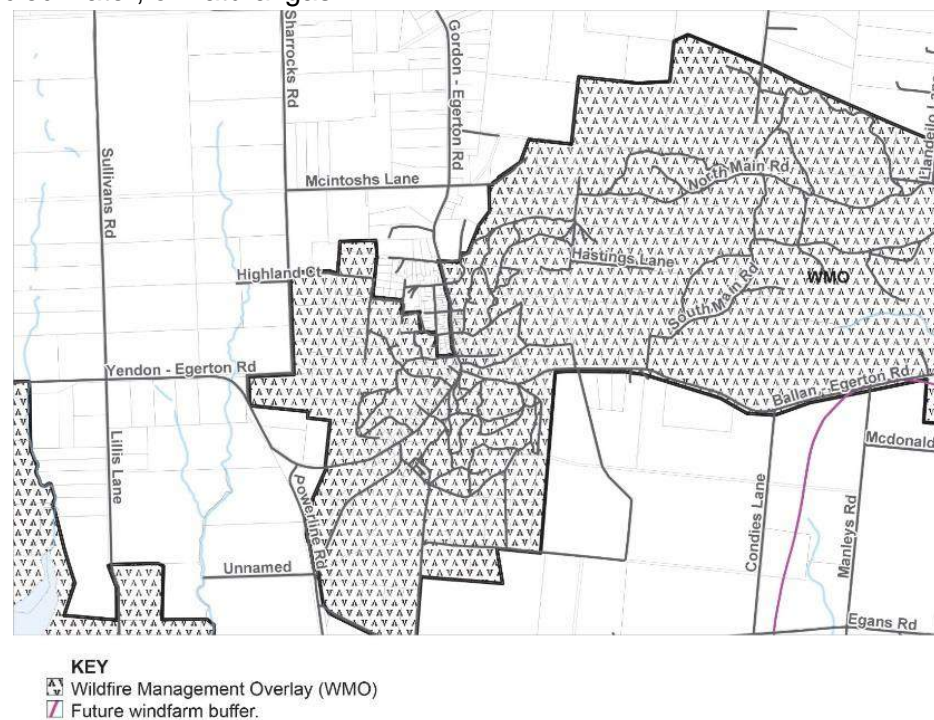 Sharrocks Rd
Gordon - Egerton Rd
Sullivans Rd
Mcintoshs Lane
North Main Rd
Highland Ct
Hastings Lane
South Main Rd
WMO
Yendon - Egerton Rd
Ballan - Egerton Rd
Lillis Lane
Powerline Rd
Mcdonald
Condies Lane
Manleys Rd
Unnamed
Egans Rd
KEY
Wildfire Management Overlay (WMO)
Future windfarm buffer.